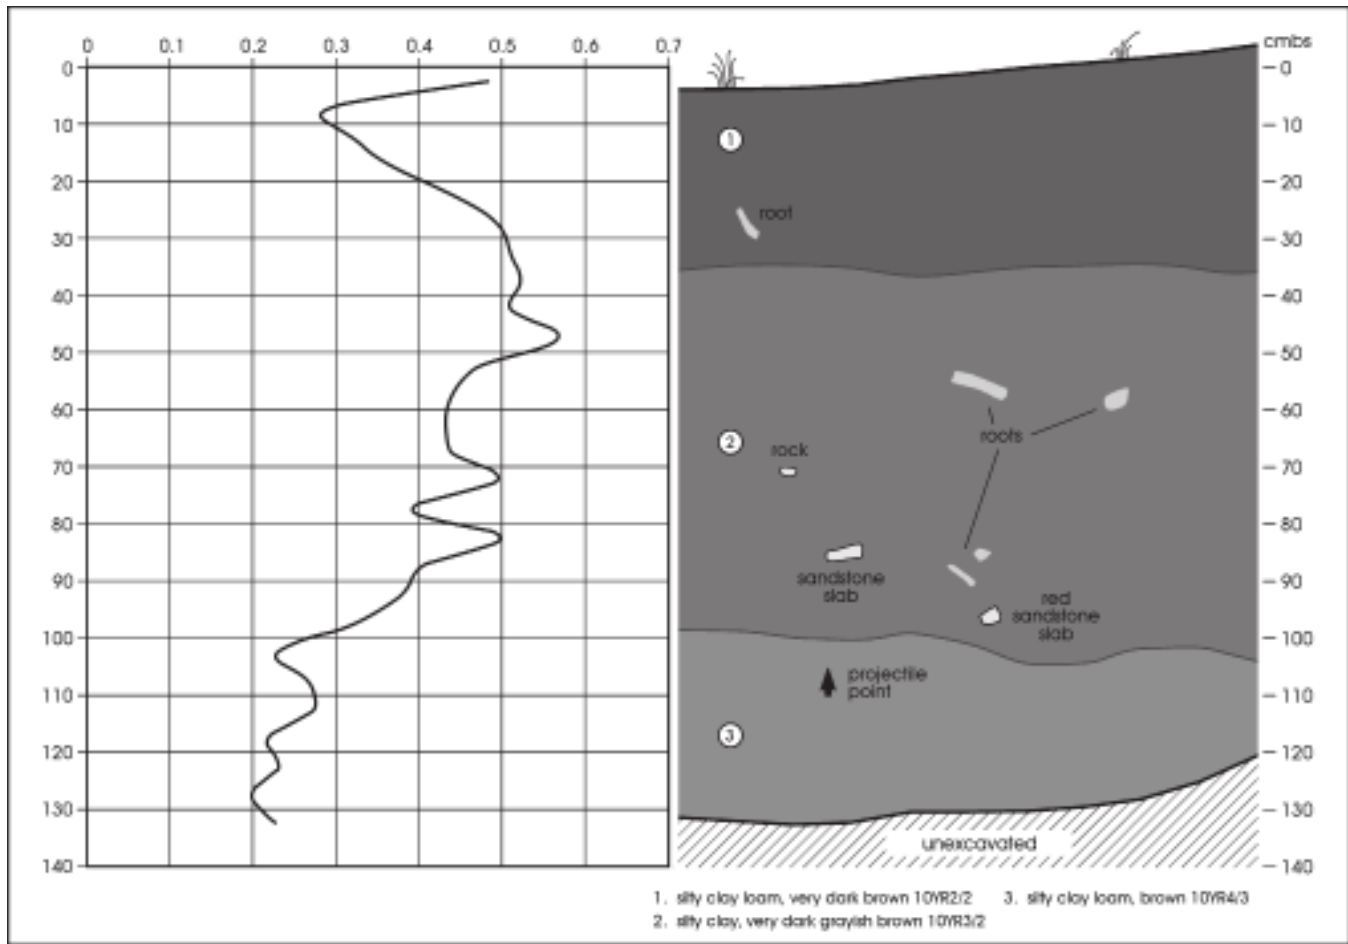 0 0.1 0.2 0.3 0.4 0.5 0.6 0.7
0
10
20
30
40
50
60
70
80
90
100
110
120
130
140
cmbs
0
10
20
30
40
50
60
70
80
90
100
110
120
130
140
1
root
roots
2
rock
sandstone
slab
red
sandstone
slab
projectile
point
3
unexcavated
1. silty clay loam, very dark brown 10YR2/2
2. silty clay, very dark grayish brown 10YR3/2
3. silty clay loam, brown 10YR4/3